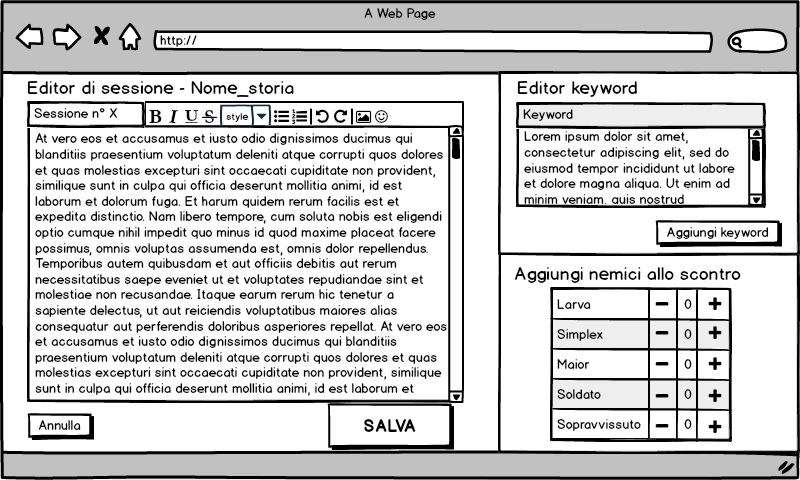 A Web Page
http://
Editor di sessione - Nome_storia
Sessione n° X
B I U S style
At vero eos et accusamus et iusto odio dignissimos ducimus qui
blanditiis praesentium voluptatum deleniti atque corrupti quos dolores
et quas molestias excepturi sint occaecati cupiditate non provident,
similique sunt in culpa qui officia deserunt mollitia animi, id est
laborum et dolorum fuga. Et harum quidem rerum facilis est et
expedita distinctio. Nam libero tempore, cum soluta nobis est eligendi
optio cumque nihil impedit quo minus id quod maxime placeat facere
possimus, omnis voluptas assumenda est, omnis dolor repellendus.
Temporibus autem quibusdam et aut officiis debitis aut rerum
necessitatibus saepe eveniet ut et voluptates repudiandae sint et
molestiae non recusandae. Itaque earum rerum hic tenetur a
sapiente delectus, ut aut reiciendis voluptatibus maiores alias
consequatur aut perferendis doloribus asperiores repellat. At vero eos
et accusamus et iusto odio dignissimos ducimus qui blanditiis
praesentium voluptatum deleniti atque corrupti quos dolores et quas
molestias excepturi sint occaecati cupiditate non provident, similique
sunt in culpa qui officia deserunt mollitia animi, id est laborum et
Annulla
SALVA
Editor keyword
Keyword
Lorem ipsum dolor sit amet,
consectetur adipiscing elit, sed do
eiusmod tempor incididunt ut labore
et dolore magna aliqua. Ut enim ad
minim veniam, quis nostrud
Aggiungi keyword
Aggiungi nemici allo scontro
Larva − 0 +
Simplex − 0 +
Maior − 0 +
Soldato − 0 +
Sopravvissuto − 0 +